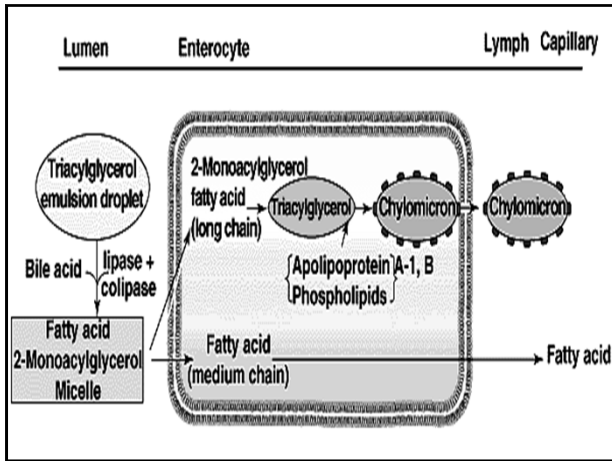 Lumen Enterocyte Lymph Capillary
Triacylglycerol
emulsion droplet
Bile acid
lipase +
colipase
Fatty acid
2-Monoacylglycerol
Micelle
2-Monoacylglycerol
fatty acid
(long chain)
Triacylglycerol
Chylomicron
Chylomicron
Apolipoprotein A-1, B
Phospholipids
Fatty acid
(medium chain)
Fatty acid